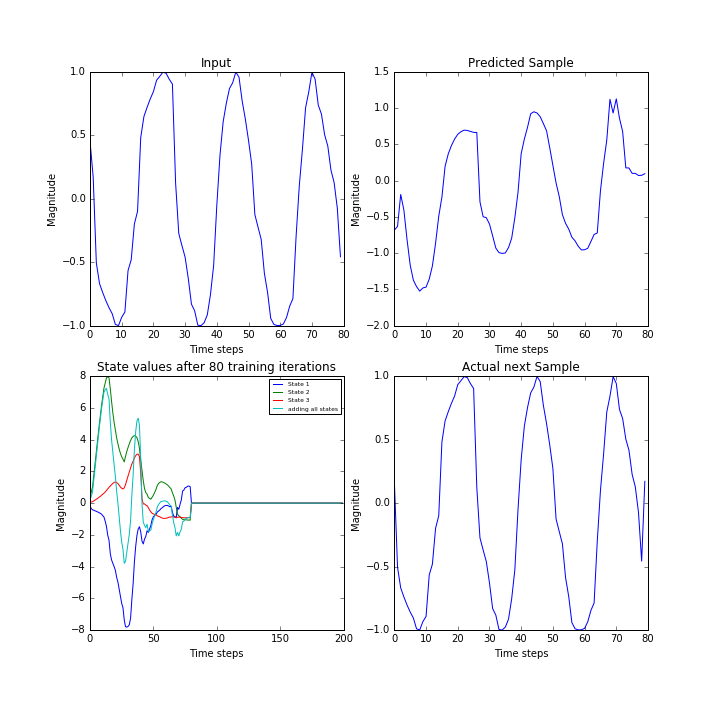 Input
Predicted Sample
1.0
0.5
0.0
−0.5
−1.0
Magnitude
0 10 20 30 40 50 60 70 80
Time steps
1.5
1.0
0.5
0.0
−0.5
−1.0
−1.5
−2.0
Magnitude
0 10 20 30 40 50 60 70 80
Time steps
State values after 80 training iterations
Actual next Sample
8
6
4
2
0
−2
−4
−6
−8
Magnitude
State 1
State 2
State 3
adding all states
0 50 100 150 200
Time steps
1.0
0.5
0.0
−0.5
−1.0
Magnitude
0 10 20 30 40 50 60 70 80
Time steps